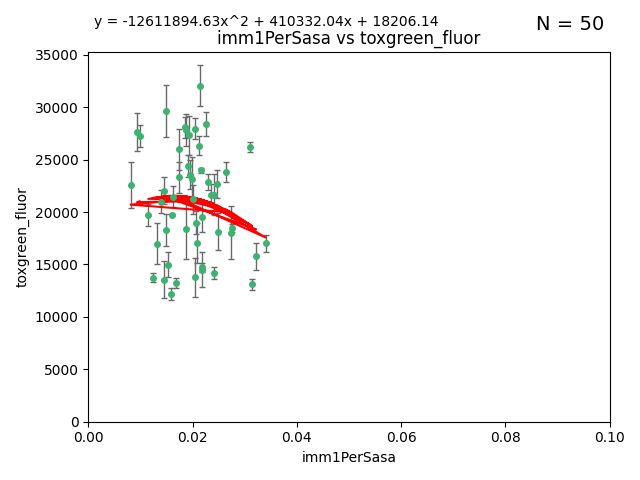 y = -12611894.63x^2 + 410332.04x + 18206.14
N = 50
imm1PerSasa vs toxgreen_fluor
35000
30000
25000
20000
15000
10000
5000
0
toxgreen_fluor
0.00 0.02 0.04 0.06 0.08 0.10
imm1PerSasa